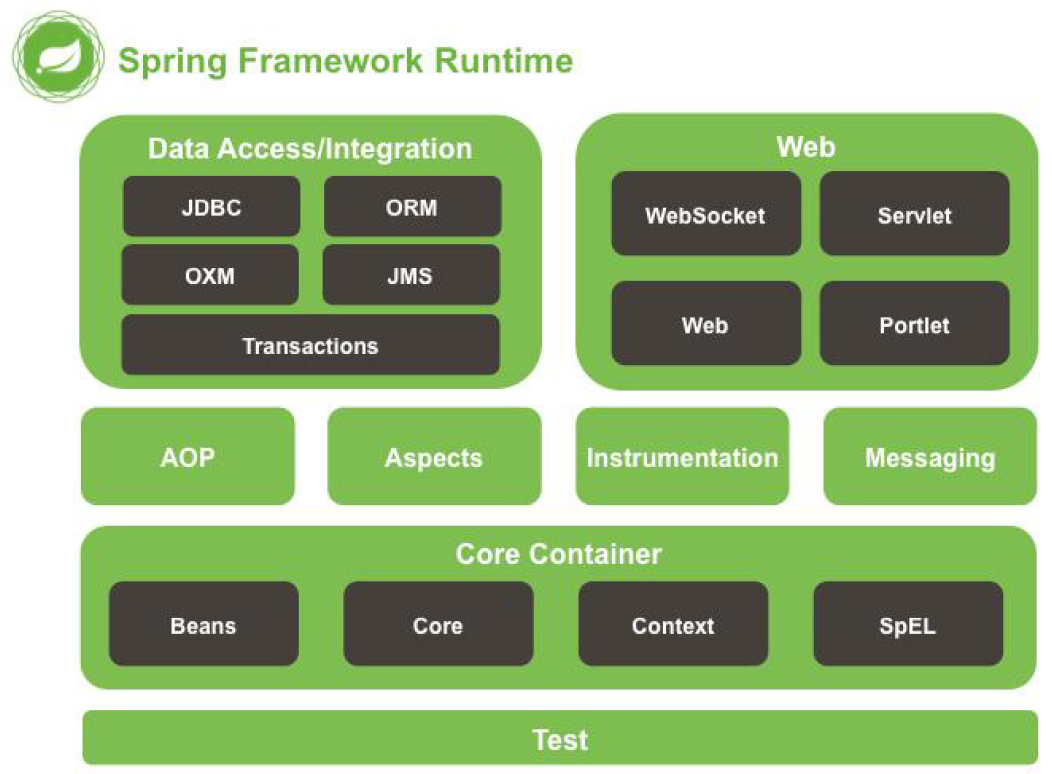 Spring Framework Runtime
Data Access/Integration
JDBC
ORM
OXM
JMS
Transactions
Web
WebSocket
Servlet
Web
Portlet
AOP
Aspects
Instrumentation
Messaging
Core Container
Beans
Core
Context
SpEL
Test